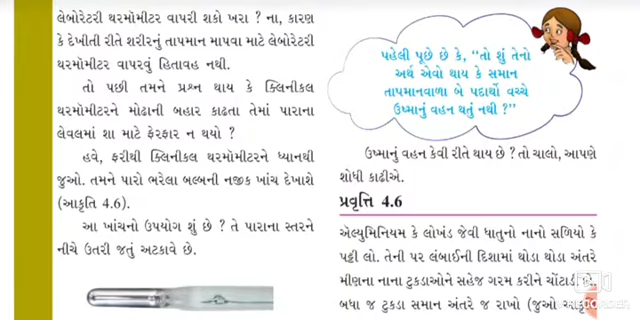 લેબોરેટરી થરમૉમીટર વાપરી શકો ખરા ? ના, કારણ
કે દેખીતી રીતે શરીરનું તાપમાન માપવા માટે લેબોરેટરી
થરમૉમીટર વાપરવું હિતાવહ નથી.
તો પછી તમને પ્રશ્ન થાય કે ક્લિનીકલ
થરમૉમીટરને મોઢાની બહાર કાઢતા તેમાં પારાના
લેવલમાં શા માટે ફેરફાર ન થયો ?
હવે, ફરીથી ક્લિનીકલ થરમૉમીટરને ધ્યાનથી
જુઓ. તમને પારો ભરેલા બલ્બની નજીક ખાંચ દેખાશે
(આકૃતિ 4.6).
આ ખાંચનો ઉપયોગ શું છે ? તે પારાના સ્તરને
નીચે ઉતરી જતું અટકાવે છે.
પહેલી પૂછે છે કે, “તો શું તેનો
અર્થ એવો થાય કે સમાન
તાપમાનવાળા બે પદાર્થો વચ્ચે
ઉષ્માનું વહન થતું નથી ?”
ઉષ્માનું વહન કેવી રીતે થાય છે ? તો ચાલો, આપણે
શોધી કાઢીએ.
પ્રવૃત્તિ 4.6
ઍલ્યુમિનિયમ કે લોખંડ જેવી ધાતુનો નાનો સળિયો કે
પટ્ટી લો. તેની પર લંબાઈની દિશામાં થોડા થોડા અંતરે
મીણના નાના ટુકડાઓને સહેજ ગરમ કરીને ચોંટાડી
બધા જ ટુકડા સમાન અંતરે જ રાખો (જુઓ આકૃતિ
RECORDER